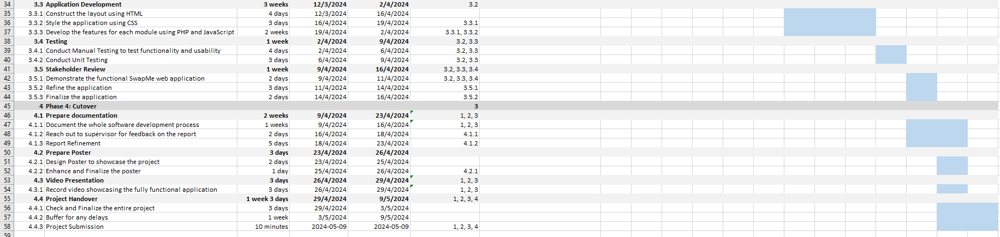 34 3.3 Application Development 3 weeks 12/3/2024 2/4/2024 3.2
35 3.3.1 Construct the layout using HTML 4 days 12/3/2024 16/4/2024
36 3.3.2 Style the application using CSS 3 days 16/4/2024 19/4/2024 3.3.1
37 3.3.3 Develop the features for each module using PHP and JavaScript 2 weeks 19/4/2024 2/4/2024 3.3.1, 3.3.2
38 3.4 Testing 1 week 2/4/2024 9/4/2024 3.2, 3.3
39 3.4.1 Conduct Manual Testing to test functionality and usability 4 days 2/4/2024 6/4/2024 3.2, 3.3
40 3.4.2 Conduct Unit Testing 3 days 6/4/2024 9/4/2024 3.2, 3.3
41 3.5 Stakeholder Review 1 week 9/4/2024 16/4/2024 3.2, 3.3, 3.4
42 3.5.1 Demonstrate the functional SwapMe web application 2 days 9/4/2024 11/4/2024 3.2, 3.3, 3.4
43 3.5.2 Refine the application 3 days 11/4/2024 14/4/2024 3.5.1
44 3.5.3 Finalize the application 2 days 14/4/2024 16/4/2024 3.5.2
45 4 Phase 4: Cutover 3
46 4.1 Prepare documentation 2 weeks 9/4/2024 23/4/2024 1, 2, 3
47 4.1.1 Document the whole software development process 1 weeks 9/4/2024 16/4/2024 1, 2, 3
48 4.1.2 Reach out to supervisor for feedback on the report 2 days 16/4/2024 18/4/2024 4.1.1
49 4.1.3 Report Refinement 5 days 18/4/2024 23/4/2024 4.1.2
50 4.2 Prepare Poster 3 days 23/4/2024 26/4/2024
51 4.2.1 Design Poster to showcase the project 2 days 23/4/2024 25/4/2024
52 4.2.2 Enhance and Finalize the poster 1 day 25/4/2024 26/4/2024 4.2.1
53 4.3 Video Presentation 3 days 26/4/2024 29/4/2024 1, 2, 3
54 4.3.1 Record video showcasing the fully functional application 3 days 26/4/2024 29/4/2024 1, 2, 3
55 4.4 Project Handover 1 week 3 days 29/4/2024 9/5/2024 1, 2, 3, 4
56 4.4.1 Check and Finalize the entire project 3 days 29/4/2024 3/5/2024
57 4.4.2 Buffer for any delays 1 week 3/5/2024 9/5/2024
58 4.4.3 Project Submission 10 minutes 2024-05-09 2024-05-09 1, 2, 3, 4
59